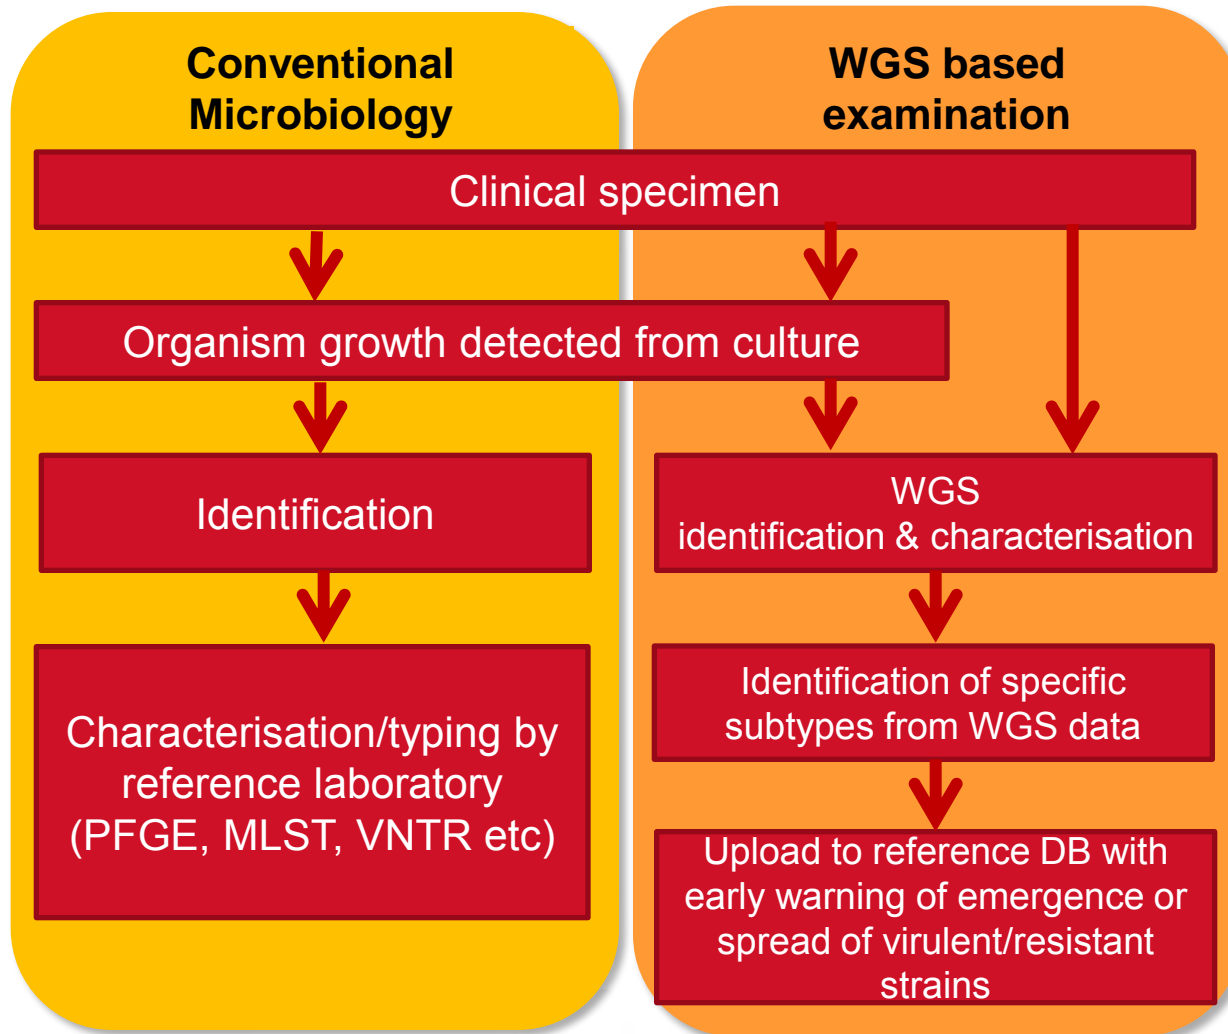 Conventional
Microbiology
WGS based
examination
Clinical specimen
Organism growth detected from culture
Identification
WGS
identification & characterisation
Characterisation/typing by
reference laboratory
(PFGE, MLST, VNTR etc)
Identification of specific
subtypes from WGS data
Upload to reference DB with
early warning of emergence or
spread of virulent/resistant
strains